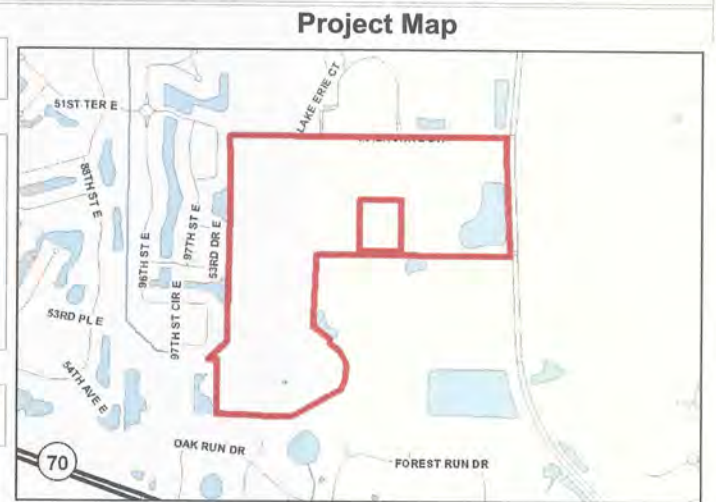 Project Map
LAKE ERIE CT
51ST TER E
88TH ST E
96TH ST E
97TH ST E
53RD DR E
97TH ST CIR E
53RD PL E
54TH AVE E
OAK RUN DR
70
FOREST RUN DR